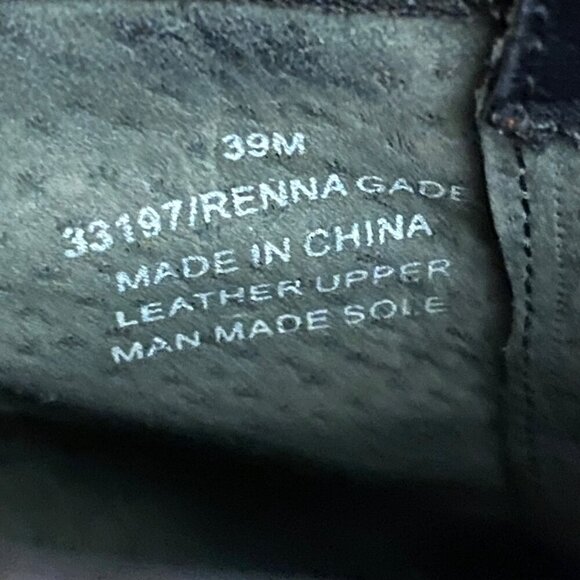 39M
33197/RENNA GADE
MADE IN CHINA
LEATHER UPPER
MAN MADE SOLE